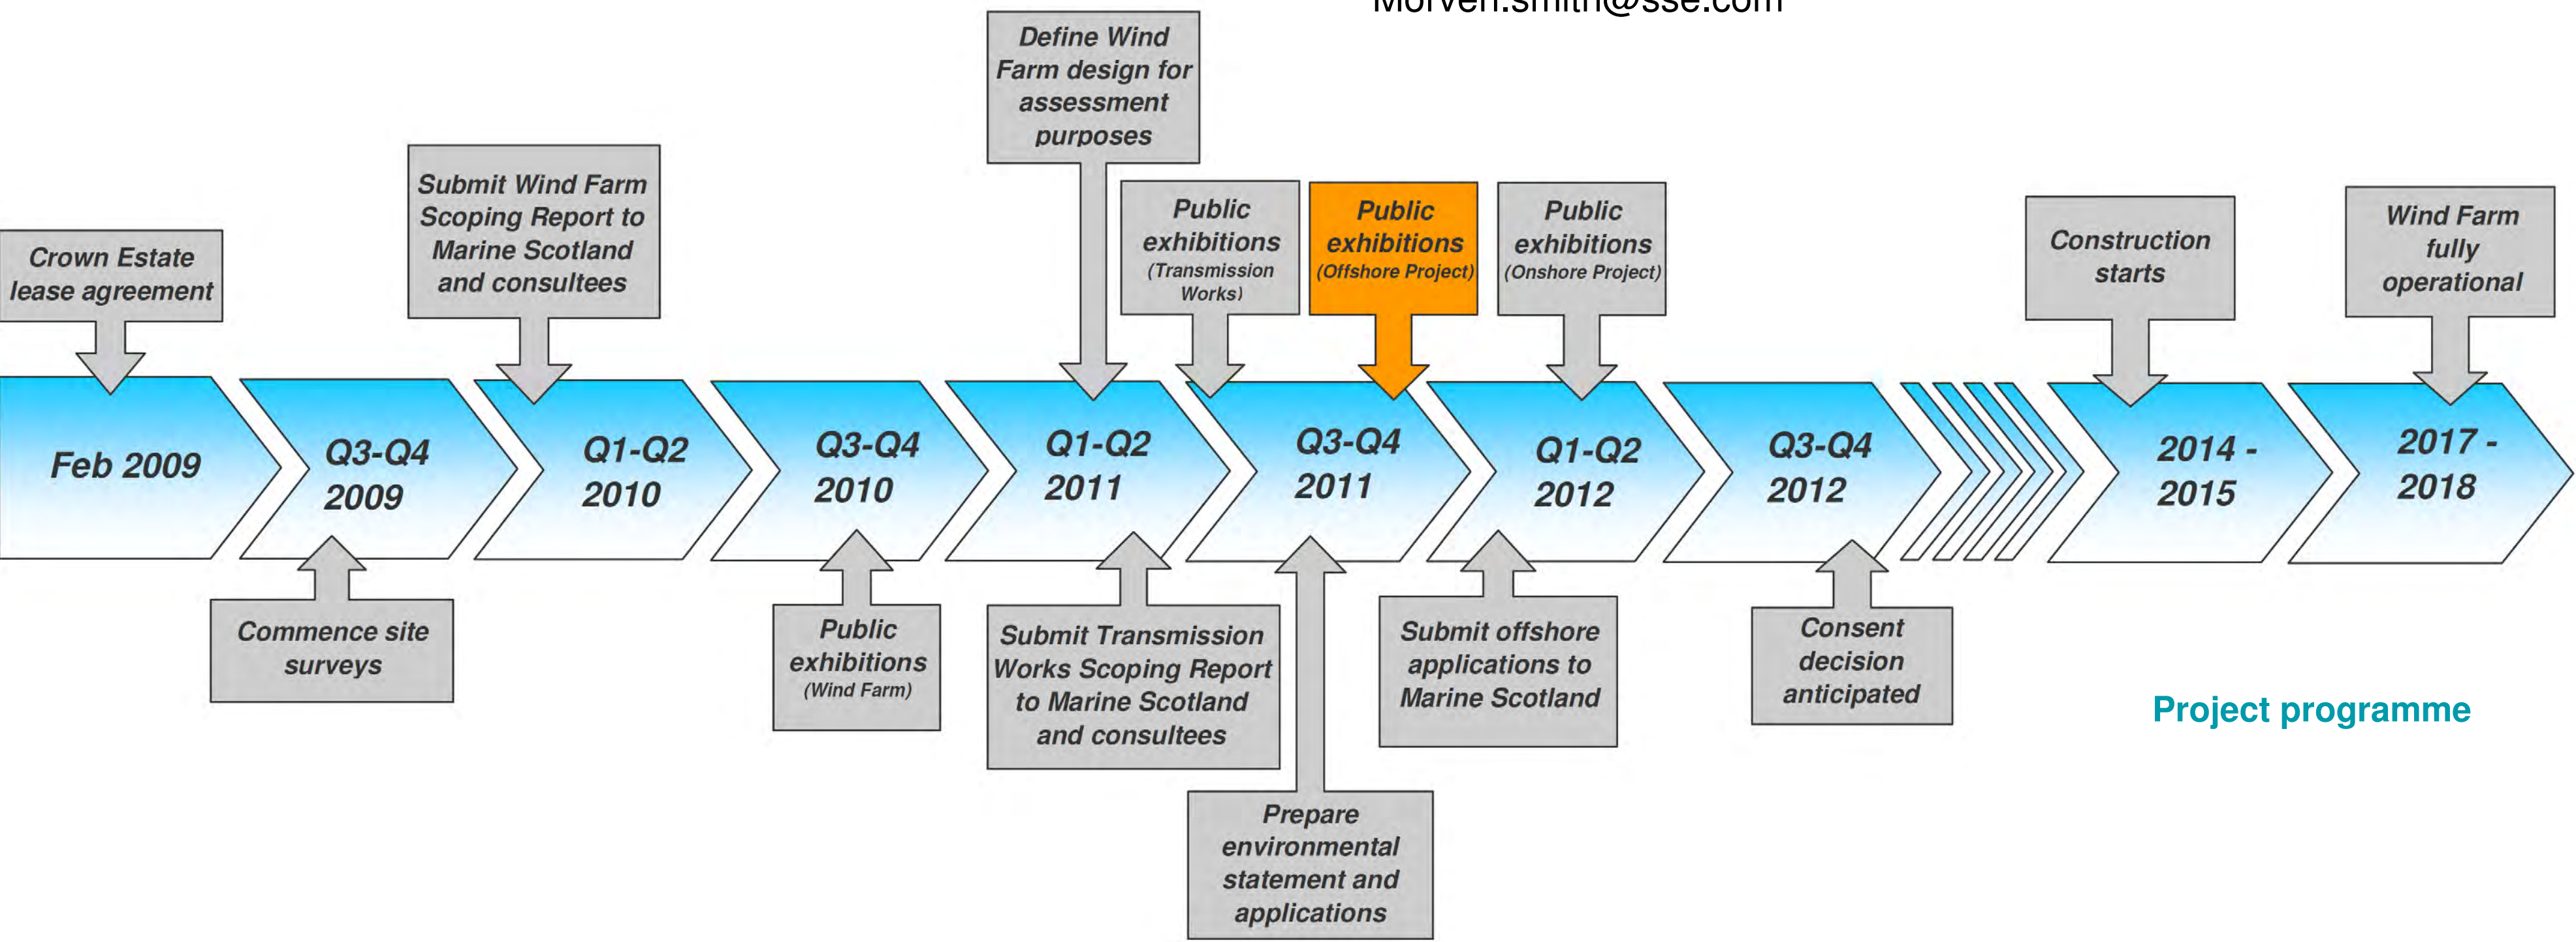 Morven.smith@sse.com
Define Wind
Farm design for
assessment
purposes
Submit Wind Farm
Scoping Report to
Marine Scotland
and consultees
Crown Estate
lease agreement
Public
exhibitions
(Transmission
Works)
Public
exhibitions
(Offshore Project)
Public
exhibitions
(Onshore Project)
Construction
starts
Wind Farm
fully
operational
Feb 2009
Q3-Q4
2009
Q1-Q2
2010
Q3-Q4
2010
Q1-Q2
2011
Q3-Q4
2011
Q1-Q2
2012
Q3-Q4
2012
2014 -
2015
2017 -
2018
Commence site
surveys
Public
exhibitions
(Wind Farm)
Submit Transmission
Works Scoping Report
to Marine Scotland
and consultees
Prepare
environmental
statement and
applications
Submit offshore
applications to
Marine Scotland
Consent
decision
anticipated
Project programme